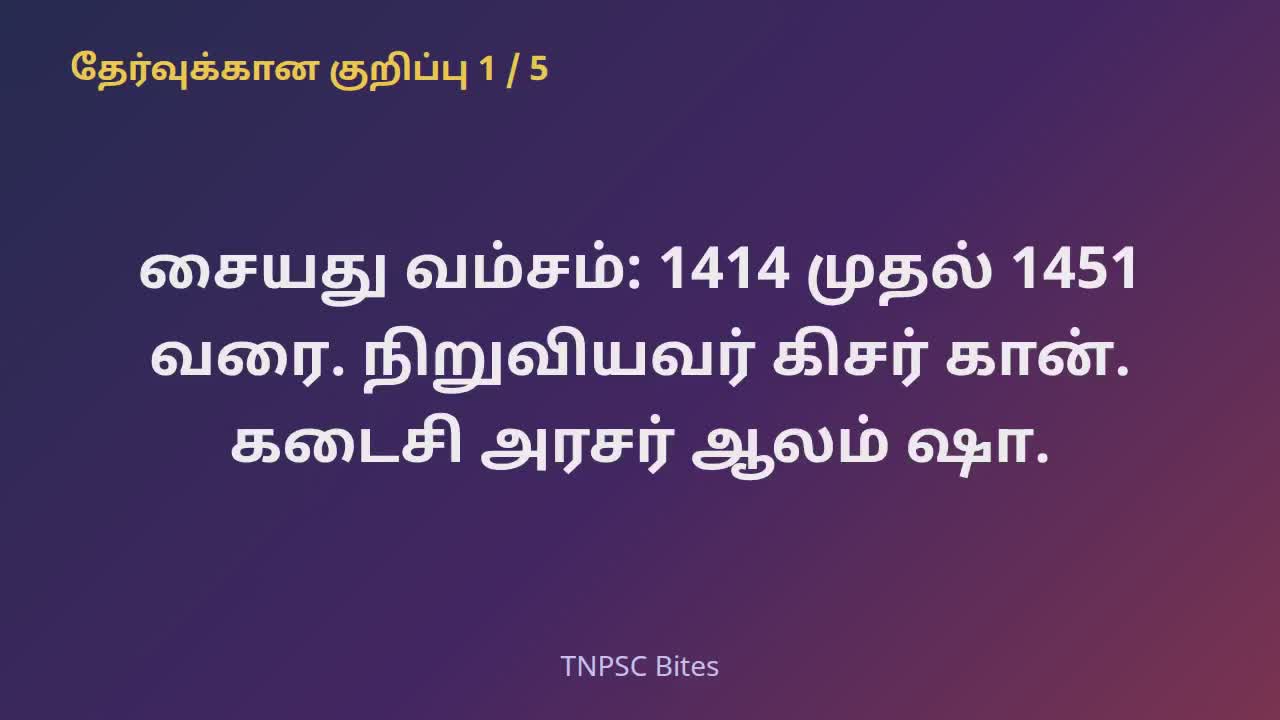 தேர்வுக்கான குறிப்பு 1 / 5
சையது வம்சம்: 1414 முதல் 1451
வரை. நிறுவியவர் கிசர் கான்.
கடைசி அரசர் ஆலம் ஷா.
TNPSC Bites